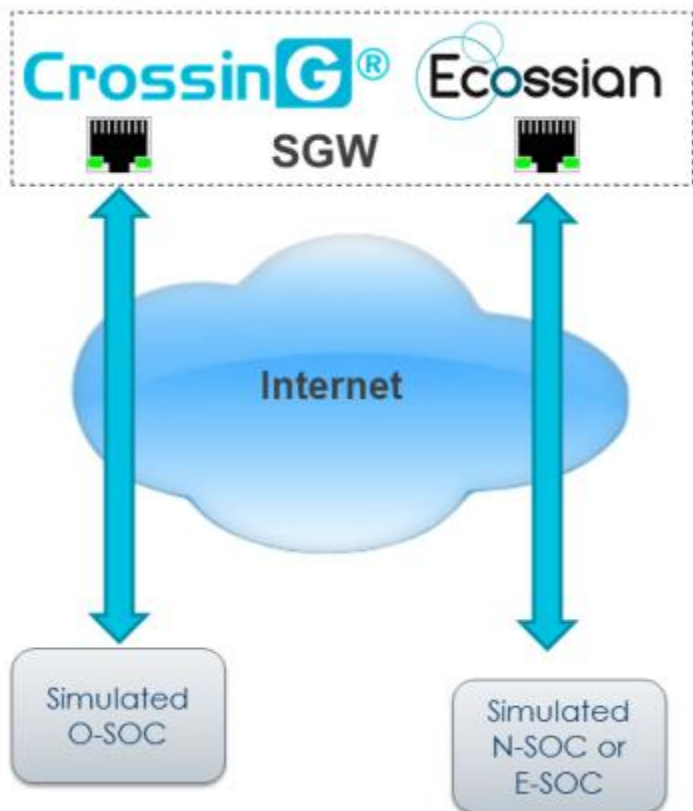 CrossinG®
Ecossian
SGW
Internet
Simulated
O-SOC
Simulated
N-SOC or
E-SOC